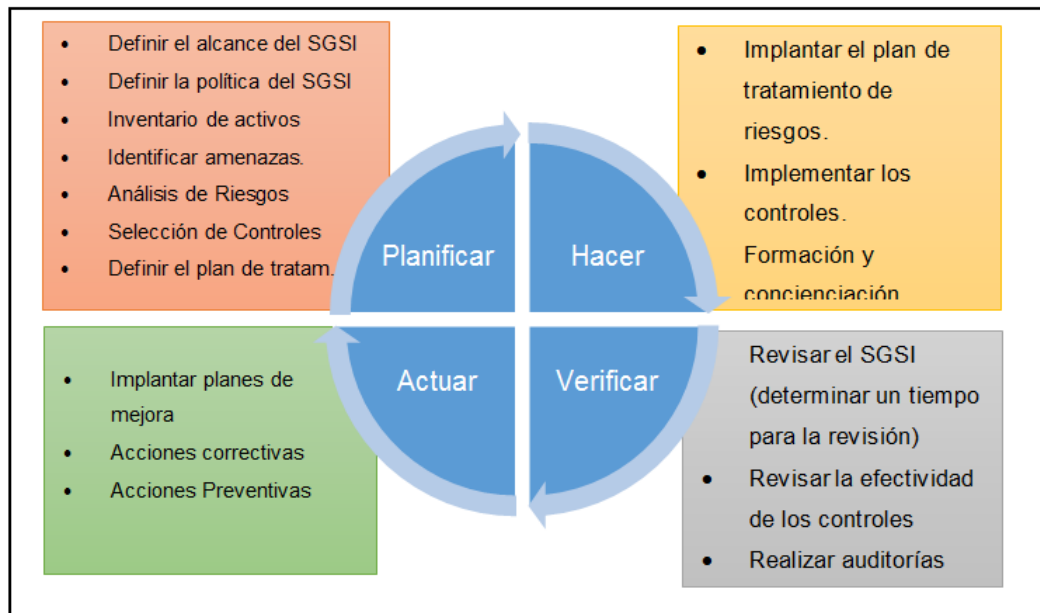 • Definir el alcance del SGSI
• Definir la política del SGSI
• Inventario de activos
• Identificar amenazas.
• Análisis de Riesgos
• Selección de Controles
• Definir el plan de tratam.
• Implantar el plan de
tratamiento de
riesgos.
• Implementar los
controles.
Formación y
concienciación
Planificar
Hacer
Actuar
Verificar
• Implantar planes de
mejora
• Acciones correctivas
• Acciones Preventivas
Revisar el SGSI
(determinar un tiempo
para la revisión)
• Revisar la efectividad
de los controles
• Realizar auditorías